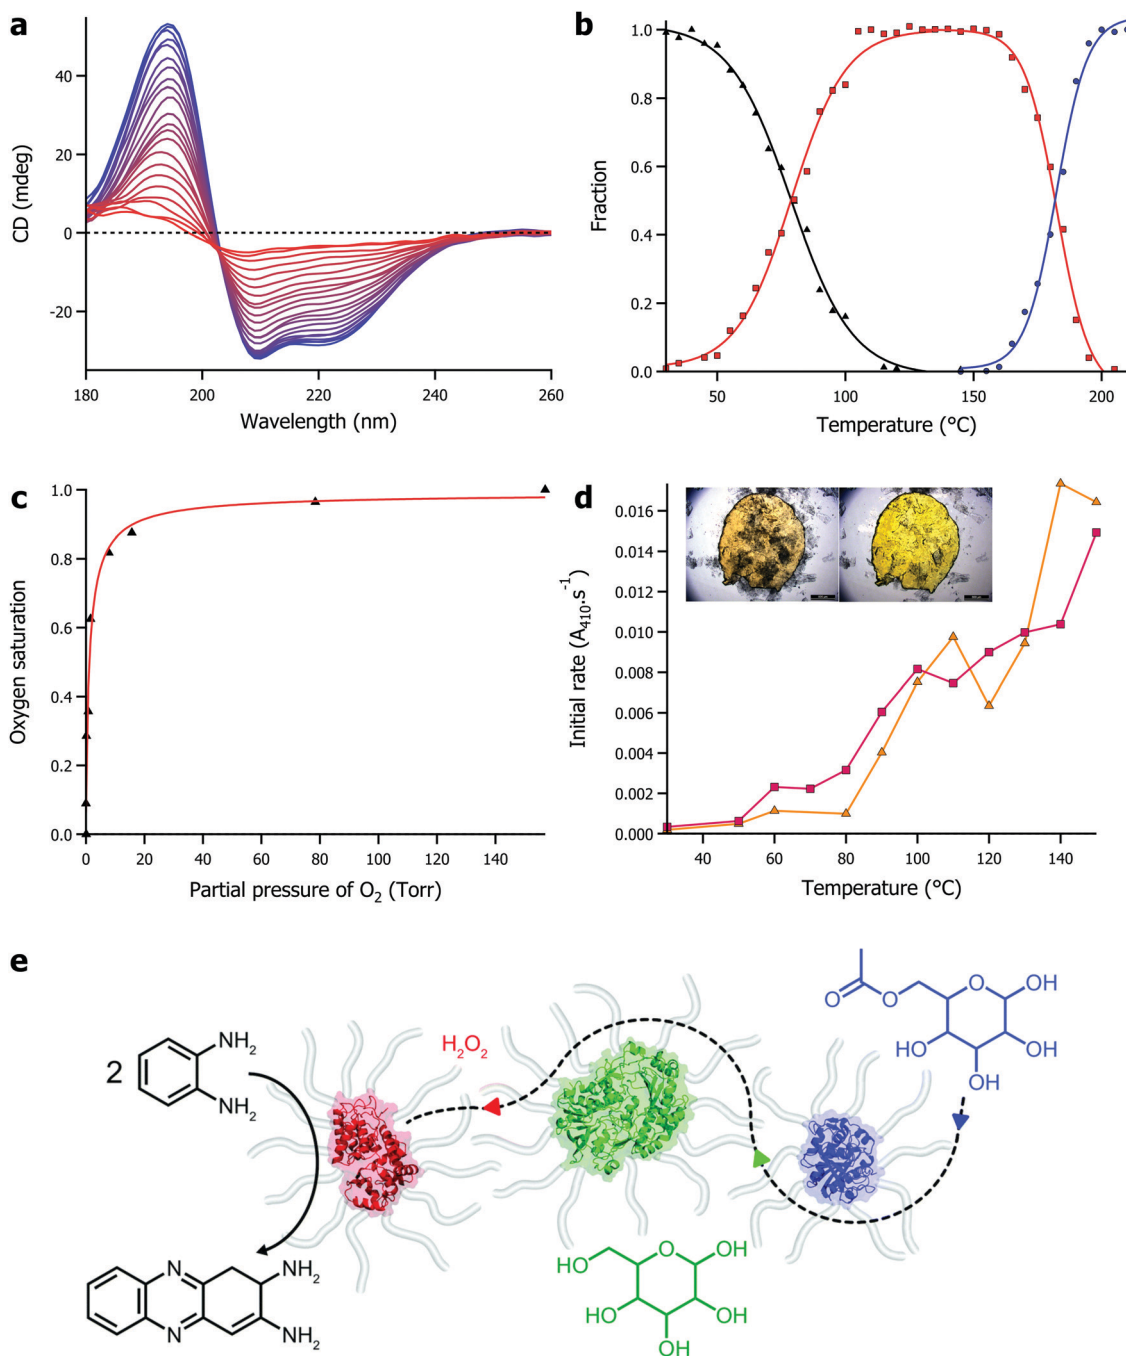 a
CD (mdeg)
40
20
0
-20
180
200
220
240
260
Wavelength (nm)
b
Fraction
1.0
0.8
0.6
0.4
0.2
0.0
50
100
150
200
Temperature (°C)
c
Oxygen saturation
1.0
0.8
0.6
0.4
0.2
0.0
0
20
40
60
80
100
120
140
Partial pressure of O₂ (Torr)
d
Initial rate (A₄₁₀.s⁻¹)
0.016
0.014
0.012
0.010
0.008
0.006
0.004
0.002
0.000
40
60
80
100
120
140
Temperature (°C)
e
2
NH₂
NH₂
H₂O₂
O
O
O
OH
HO
OH
OH
N
N
NH₂
NH₂
HO
O
OH
HO
OH
OH